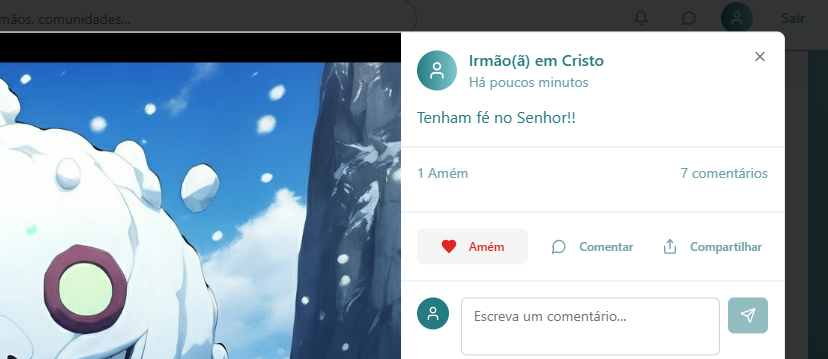 mãos, comunidades...
Sair
Irmão(ã) em Cristo
Há poucos minutos
Tenham fé no Senhor!!
1 Amém
7 comentários
Amém
Comentar
Compartilhar
Escreva um comentário...